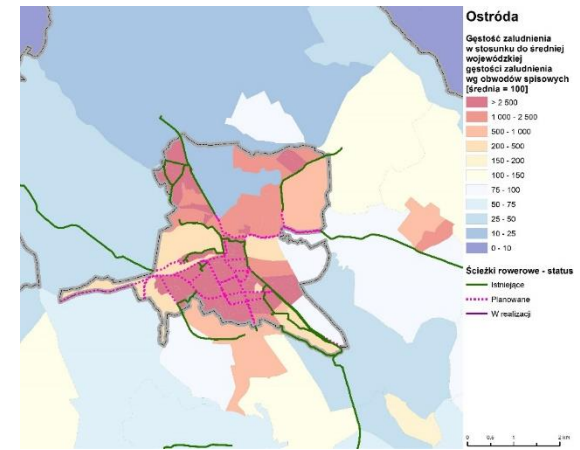 Ostróda
Gęstość zaludnienia
w stosunku do średniej
wojewódzkiej
gęstości zaludnienia
wg obwodów spisowych
[średnia = 100]
> 2 500
1 000 - 2 500
500 - 1 000
200 - 500
150 - 200
100 - 150
75 - 100
50 - 75
25 - 50
10 - 25
0 - 10
Ścieżki rowerowe - status
Istniejące
Planowane
W realizacji
0 0,5 1 2 km